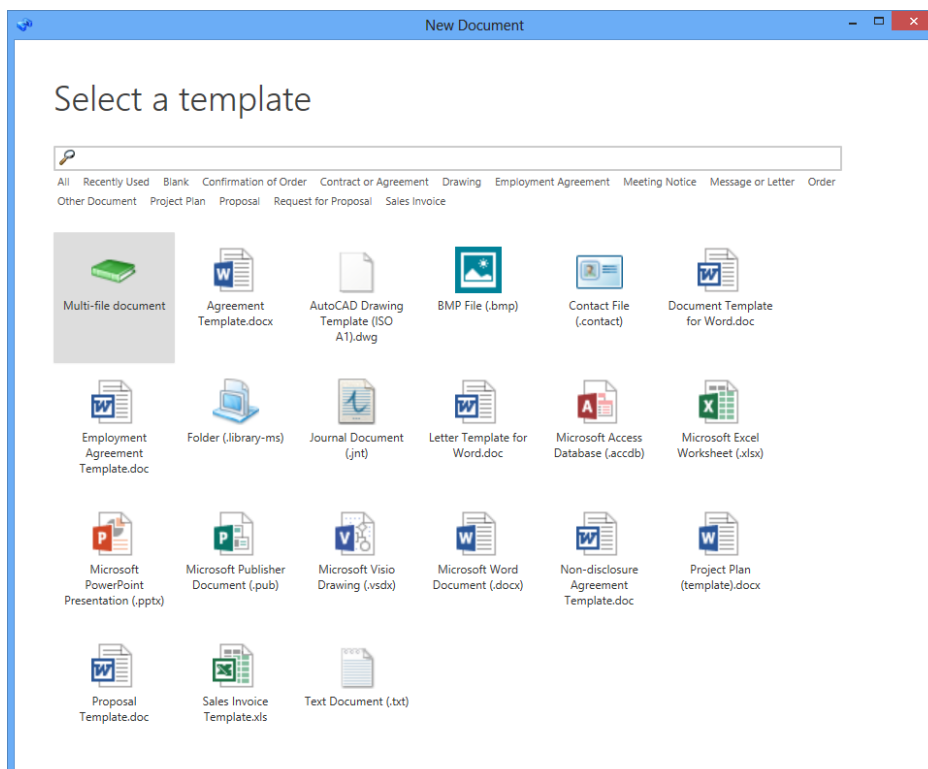 New Document
Select a template
All Recently Used Blank Confirmation of Order Contract or Agreement Drawing Employment Agreement Meeting Notice Message or Letter Order
Other Document Project Plan Proposal Request for Proposal Sales Invoice
Multi-file document
Agreement
Template.docx
AutoCAD Drawing
Template (ISO
A1).dwg
BMP File (.bmp)
Contact File
(.contact)
Document Template
for Word.doc
Employment
Agreement
Template.doc
Folder (.library-ms)
Journal Document
(.jnt)
Letter Template for
Word.doc
Microsoft Access
Database (.accdb)
Microsoft Excel
Worksheet (.xlsx)
Microsoft
PowerPoint
Presentation (.pptx)
Microsoft Publisher
Document (.pub)
Microsoft Visio
Drawing (.vsdx)
Microsoft Word
Document (.docx)
Non-disclosure
Agreement
Template.doc
Project Plan
(template).docx
Proposal
Template.doc
Sales Invoice
Template.xls
Text Document (.txt)